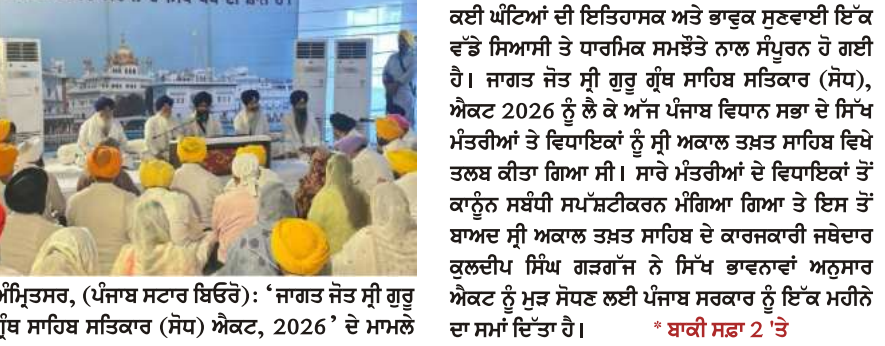 ਅੰਮ੍ਰਿਤਸਰ, (ਪੰਜਾਬ ਸਟਾਰ ਬਿਓਰੋ): ‘ਜਾਗਤ ਜੋਤ ਸ੍ਰੀ ਗੁਰੂ
ਗ੍ਰੰਥ ਸਾਹਿਬ ਸਤਿਕਾਰ (ਸੋਧ) ਐਕਟ, 2026’ ਦੇ ਮਾਮਲੇ
ਕਈ ਘੰਟਿਆਂ ਦੀ ਇਤਿਹਾਸਕ ਅਤੇ ਭਾਵੁਕ ਸੁਣਵਾਈ ਇੱਕ
ਵੱਡੇ ਸਿਆਸੀ ਤੇ ਧਾਰਮਿਕ ਸਮਝੌਤੇ ਨਾਲ ਸੰਪੂਰਨ ਹੋ ਗਈ
ਹੈ। ਜਾਗਤ ਜੋਤ ਸ੍ਰੀ ਗੁਰੂ ਗ੍ਰੰਥ ਸਾਹਿਬ ਸਤਿਕਾਰ (ਸੋਧ),
ਐਕਟ 2026 ਨੂੰ ਲੈ ਕੇ ਅੱਜ ਪੰਜਾਬ ਵਿਧਾਨ ਸਭਾ ਦੇ ਸਿੱਖ
ਮੰਤਰੀਆਂ ਤੇ ਵਿਧਾਇਕਾਂ ਨੂੰ ਸ੍ਰੀ ਅਕਾਲ ਤਖ਼ਤ ਸਾਹਿਬ ਵਿਖੇ
ਤਲਬ ਕੀਤਾ ਗਿਆ ਸੀ। ਸਾਰੇ ਮੰਤਰੀਆਂ ਦੇ ਵਿਧਾਇਕਾਂ ਤੋਂ
ਕਾਨੂੰਨ ਸਬੰਧੀ ਸਪੱਸ਼ਟੀਕਰਨ ਮੰਗਿਆ ਗਿਆ ਤੇ ਇਸ ਤੋਂ
ਬਾਅਦ ਸ੍ਰੀ ਅਕਾਲ ਤਖ਼ਤ ਸਾਹਿਬ ਦੇ ਕਾਰਜਕਾਰੀ ਜਥੇਦਾਰ
ਕੁਲਦੀਪ ਸਿੰਘ ਗੜਗੱਜ ਨੇ ਸਿੱਖ ਭਾਵਨਾਵਾਂ ਅਨੁਸਾਰ
ਐਕਟ ਨੂੰ ਮੁੜ ਸੋਧਣ ਲਈ ਪੰਜਾਬ ਸਰਕਾਰ ਨੂੰ ਇੱਕ ਮਹੀਨੇ
ਦਾ ਸਮਾਂ ਦਿੱਤਾ ਹੈ। * ਬਾਕੀ ਸਫ਼ਾ 2 'ਤੇ